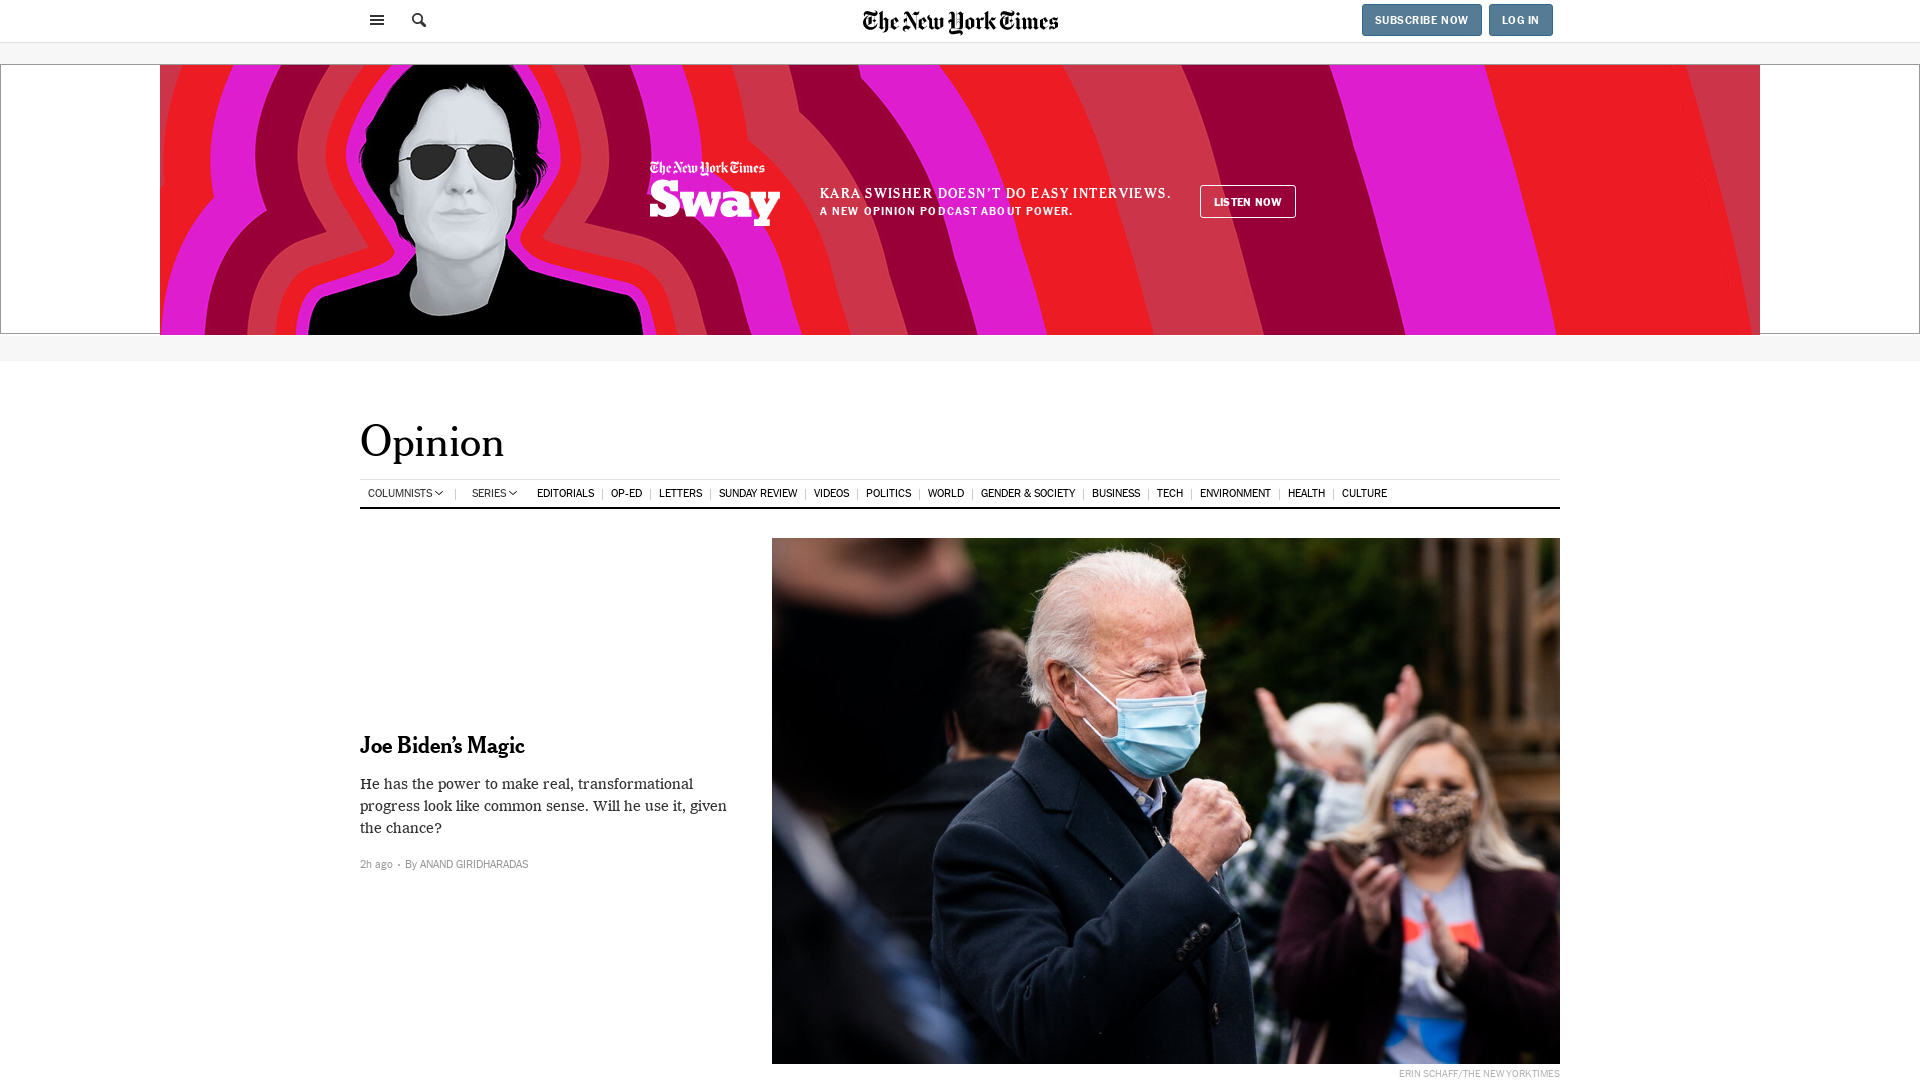 The New York Times
SUBSCRIBE NOW
LOG IN
The New York Times
Sway
KARA SWISHER DOESN'T DO EASY INTERVIEWS.
A NEW OPINION PODCAST ABOUT POWER.
LISTEN NOW
Opinion
COLUMNISTS SERIES EDITORIALS OP-ED LETTERS SUNDAY REVIEW VIDEOS POLITICS WORLD GENDER & SOCIETY BUSINESS TECH ENVIRONMENT HEALTH CULTURE
Joe Biden’s Magic
He has the power to make real, transformational
progress look like common sense. Will he use it, given
the chance?
2h ago • By ANAND GIRIDHARADAS
ERIN SCHAFF/THE NEW YORK TIMES